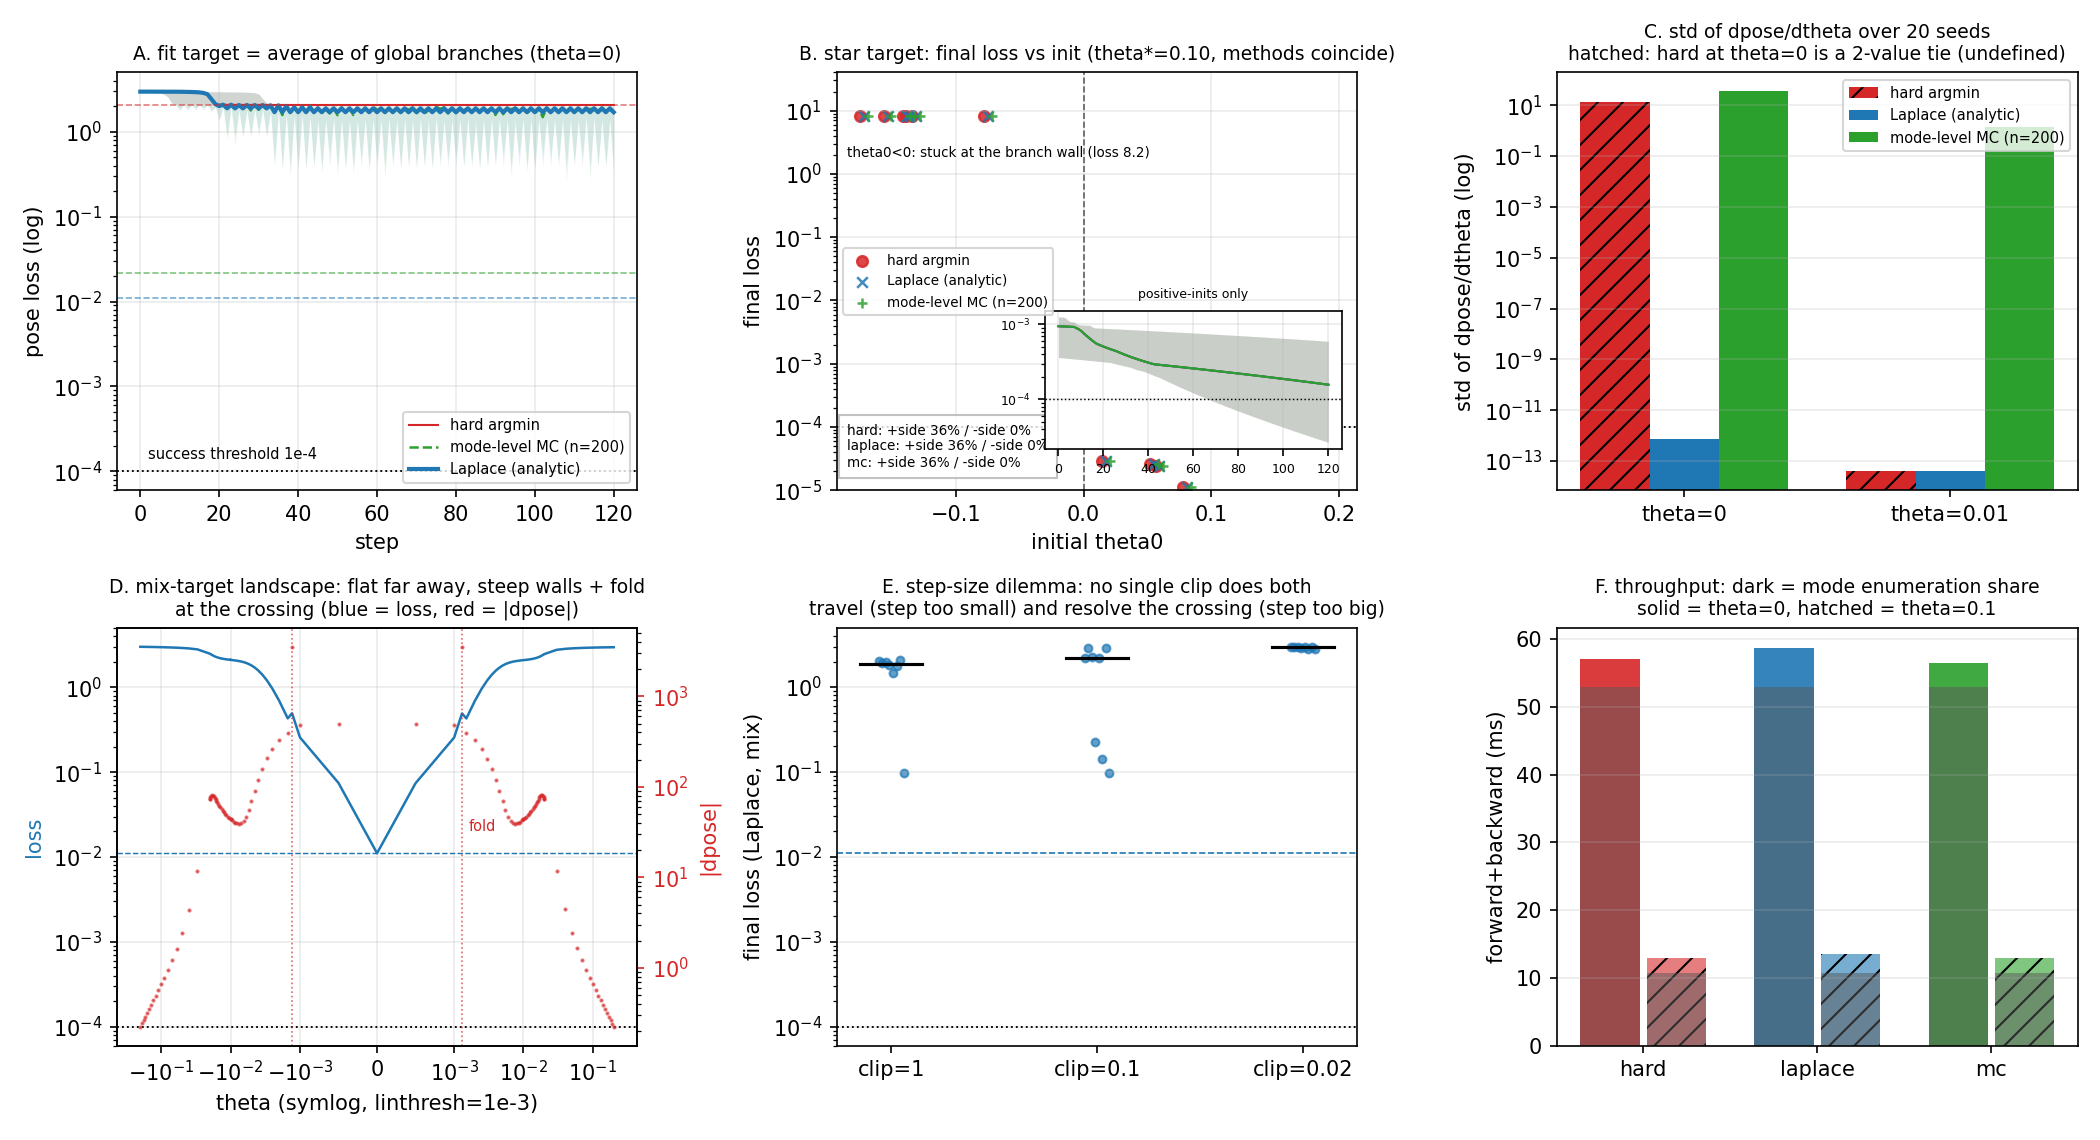 A. fit target = average of global branches (theta=0)
pose loss (log)
10^0
10^-1
10^-2
10^-3
10^-4
success threshold 1e-4
hard argmin
mode-level MC (n=200)
Laplace (analytic)
0 20 40 60 80 100 120
step
B. star target: final loss vs init (theta*=0.10, methods coincide)
final loss
10^1
10^0
10^-1
10^-2
10^-3
10^-4
10^-5
theta0<0: stuck at the branch wall (loss 8.2)
hard argmin
Laplace (analytic)
mode-level MC (n=200)
positive-inits only
10^-3
10^-4
0 20 40 60 80 100 120
hard: +side 36% / -side 0%
laplace: +side 36% / -side 0%
mc: +side 36% / -side 0%
−0.1 0.0 0.1 0.2
initial theta0
C. std of dpose/dtheta over 20 seeds
hatched: hard at theta=0 is a 2-value tie (undefined)
std of dpose/dtheta (log)
10^1
10^-1
10^-3
10^-5
10^-7
10^-9
10^-11
10^-13
hard argmin
Laplace (analytic)
mode-level MC (n=200)
theta=0 theta=0.01
D. mix-target landscape: flat far away, steep walls + fold
at the crossing (blue = loss, red = |dpose|)
loss
10^0
10^-1
10^-2
10^-3
10^-4
fold
10^3
10^2
10^1
10^0
|dpose|
−10^-1 −10^-2 −10^-3 0 10^-3 10^-2 10^-1
theta (symlog, linthresh=1e-3)
E. step-size dilemma: no single clip does both
travel (step too small) and resolve the crossing (step too big)
final loss (Laplace, mix)
10^0
10^-1
10^-2
10^-3
10^-4
clip=1 clip=0.1 clip=0.02
F. throughput: dark = mode enumeration share
solid = theta=0, hatched = theta=0.1
forward+backward (ms)
60
50
40
30
20
10
0
hard laplace mc